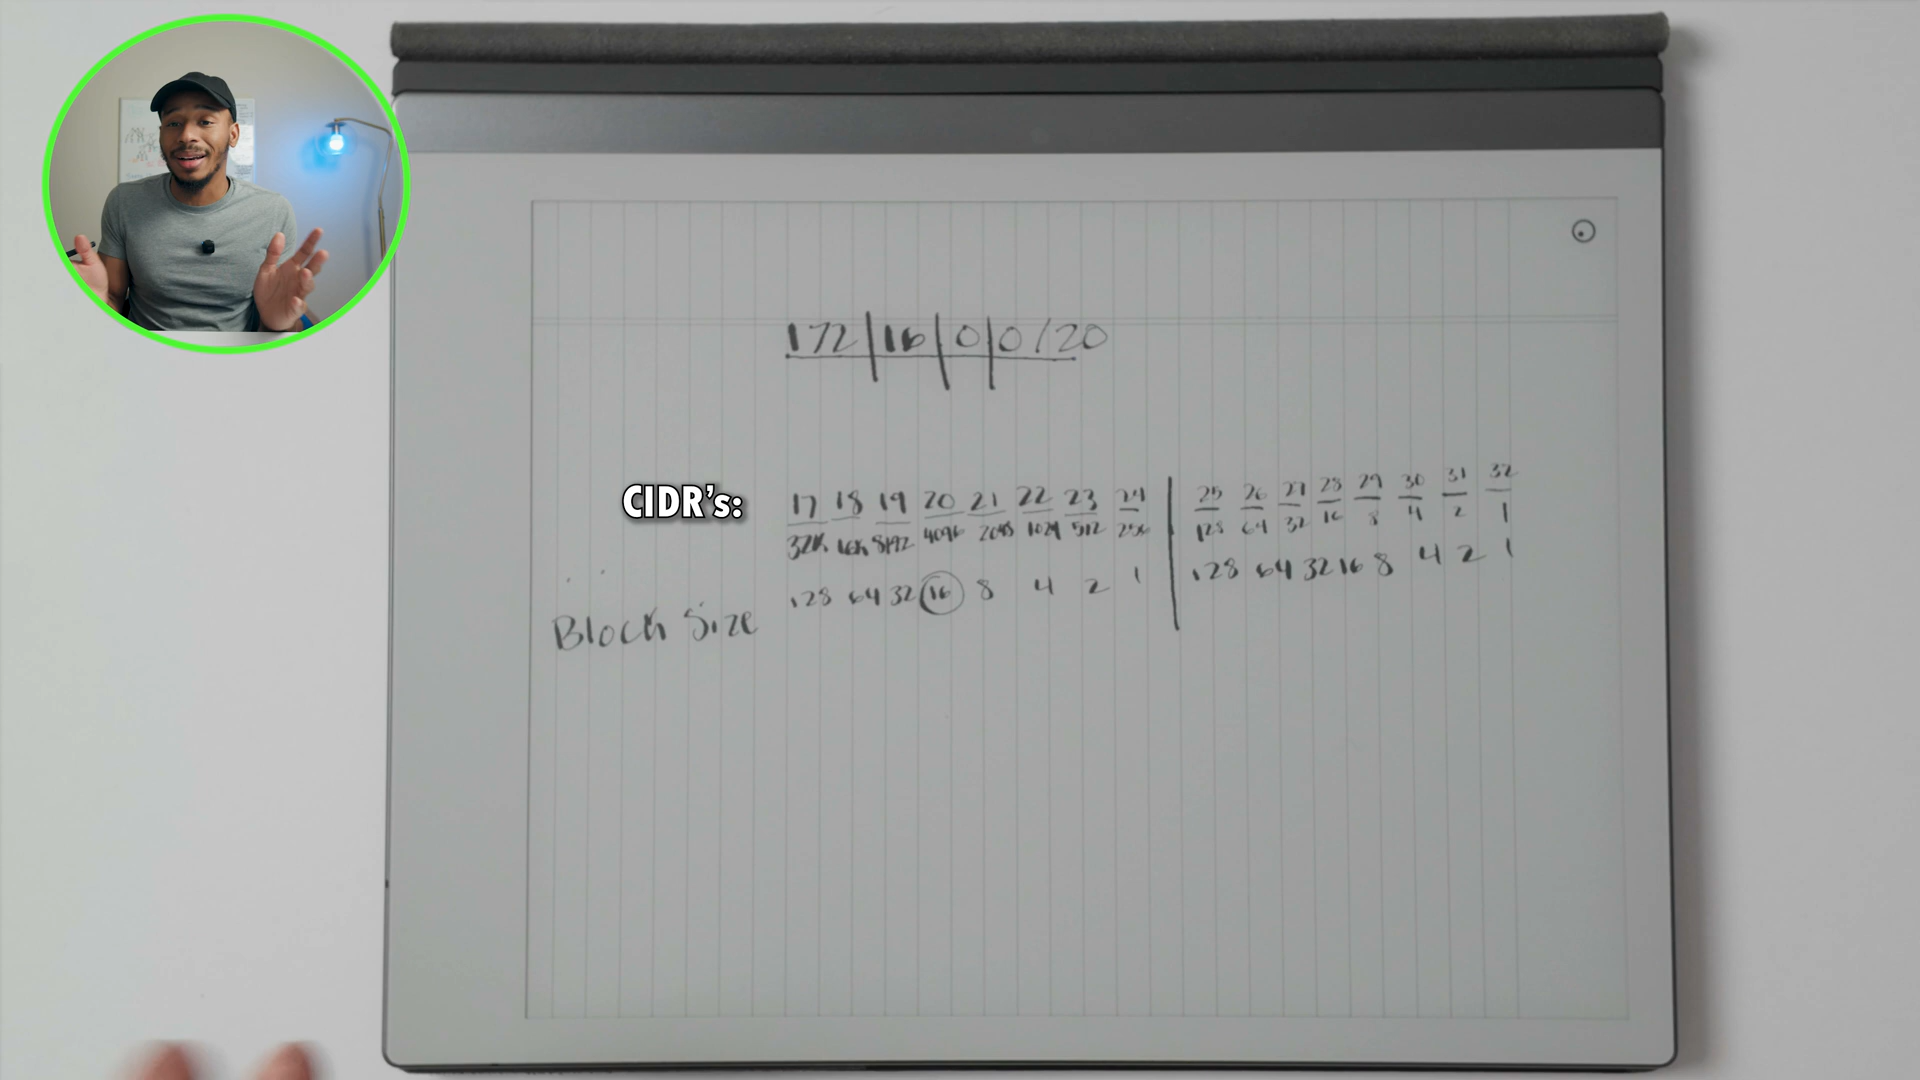 172|16|0|0/20
CIDR's: 17 18 19 20 21 22 23 24 | 25 26 27 28 29 30 31 32
32K 16K 8192 4096 2048 1024 512 256 128 64 32 16 8 4 2 1
128 64 32 16 8 4 2 1 128 64 32 16 8 4 2 1
Block Size